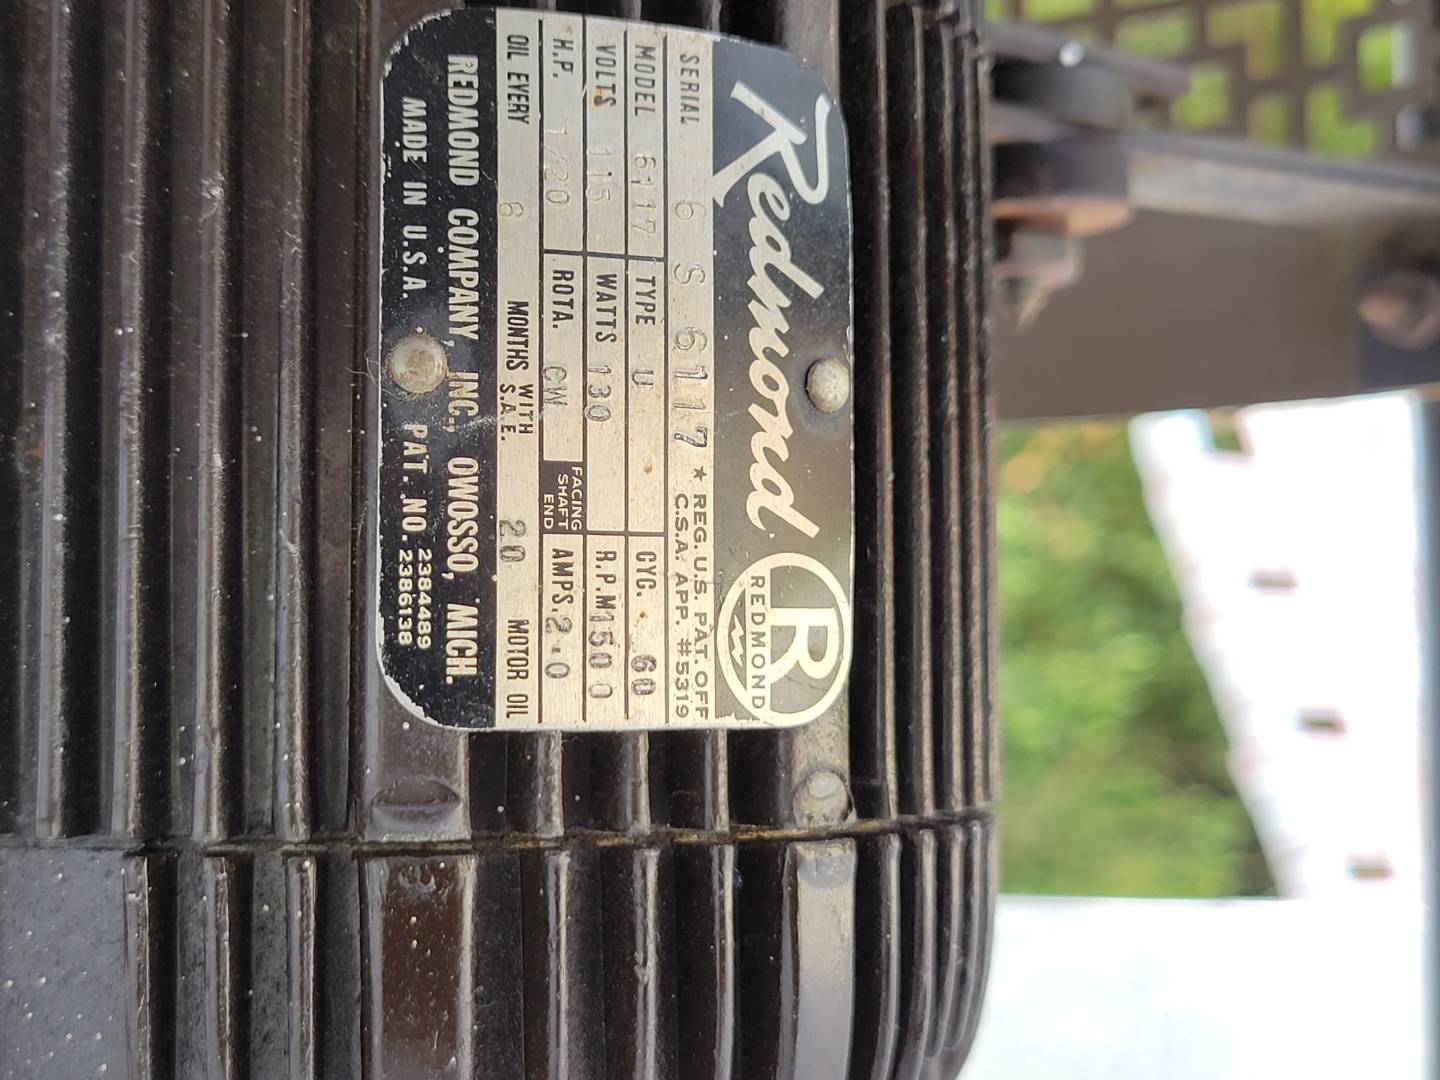 Redmond R REDMOND
SERIAL 6 S 6117 ★ REG. U.S. PAT. OFF
C.S.A. APP. #5319
MODEL 6117 TYPE U CYC. 60
VOLTS 115 WATTS 130 R.P.M 1500
H.P. 1/20 ROTA. CW FACING SHAFT END AMPS. 2.0
OIL EVERY 6 MONTHS WITH S.A.E. 20 MOTOR OIL
REDMOND COMPANY, INC., OWOSSO, MICH.
MADE IN U.S.A. PAT. NO. 2384489
2386138